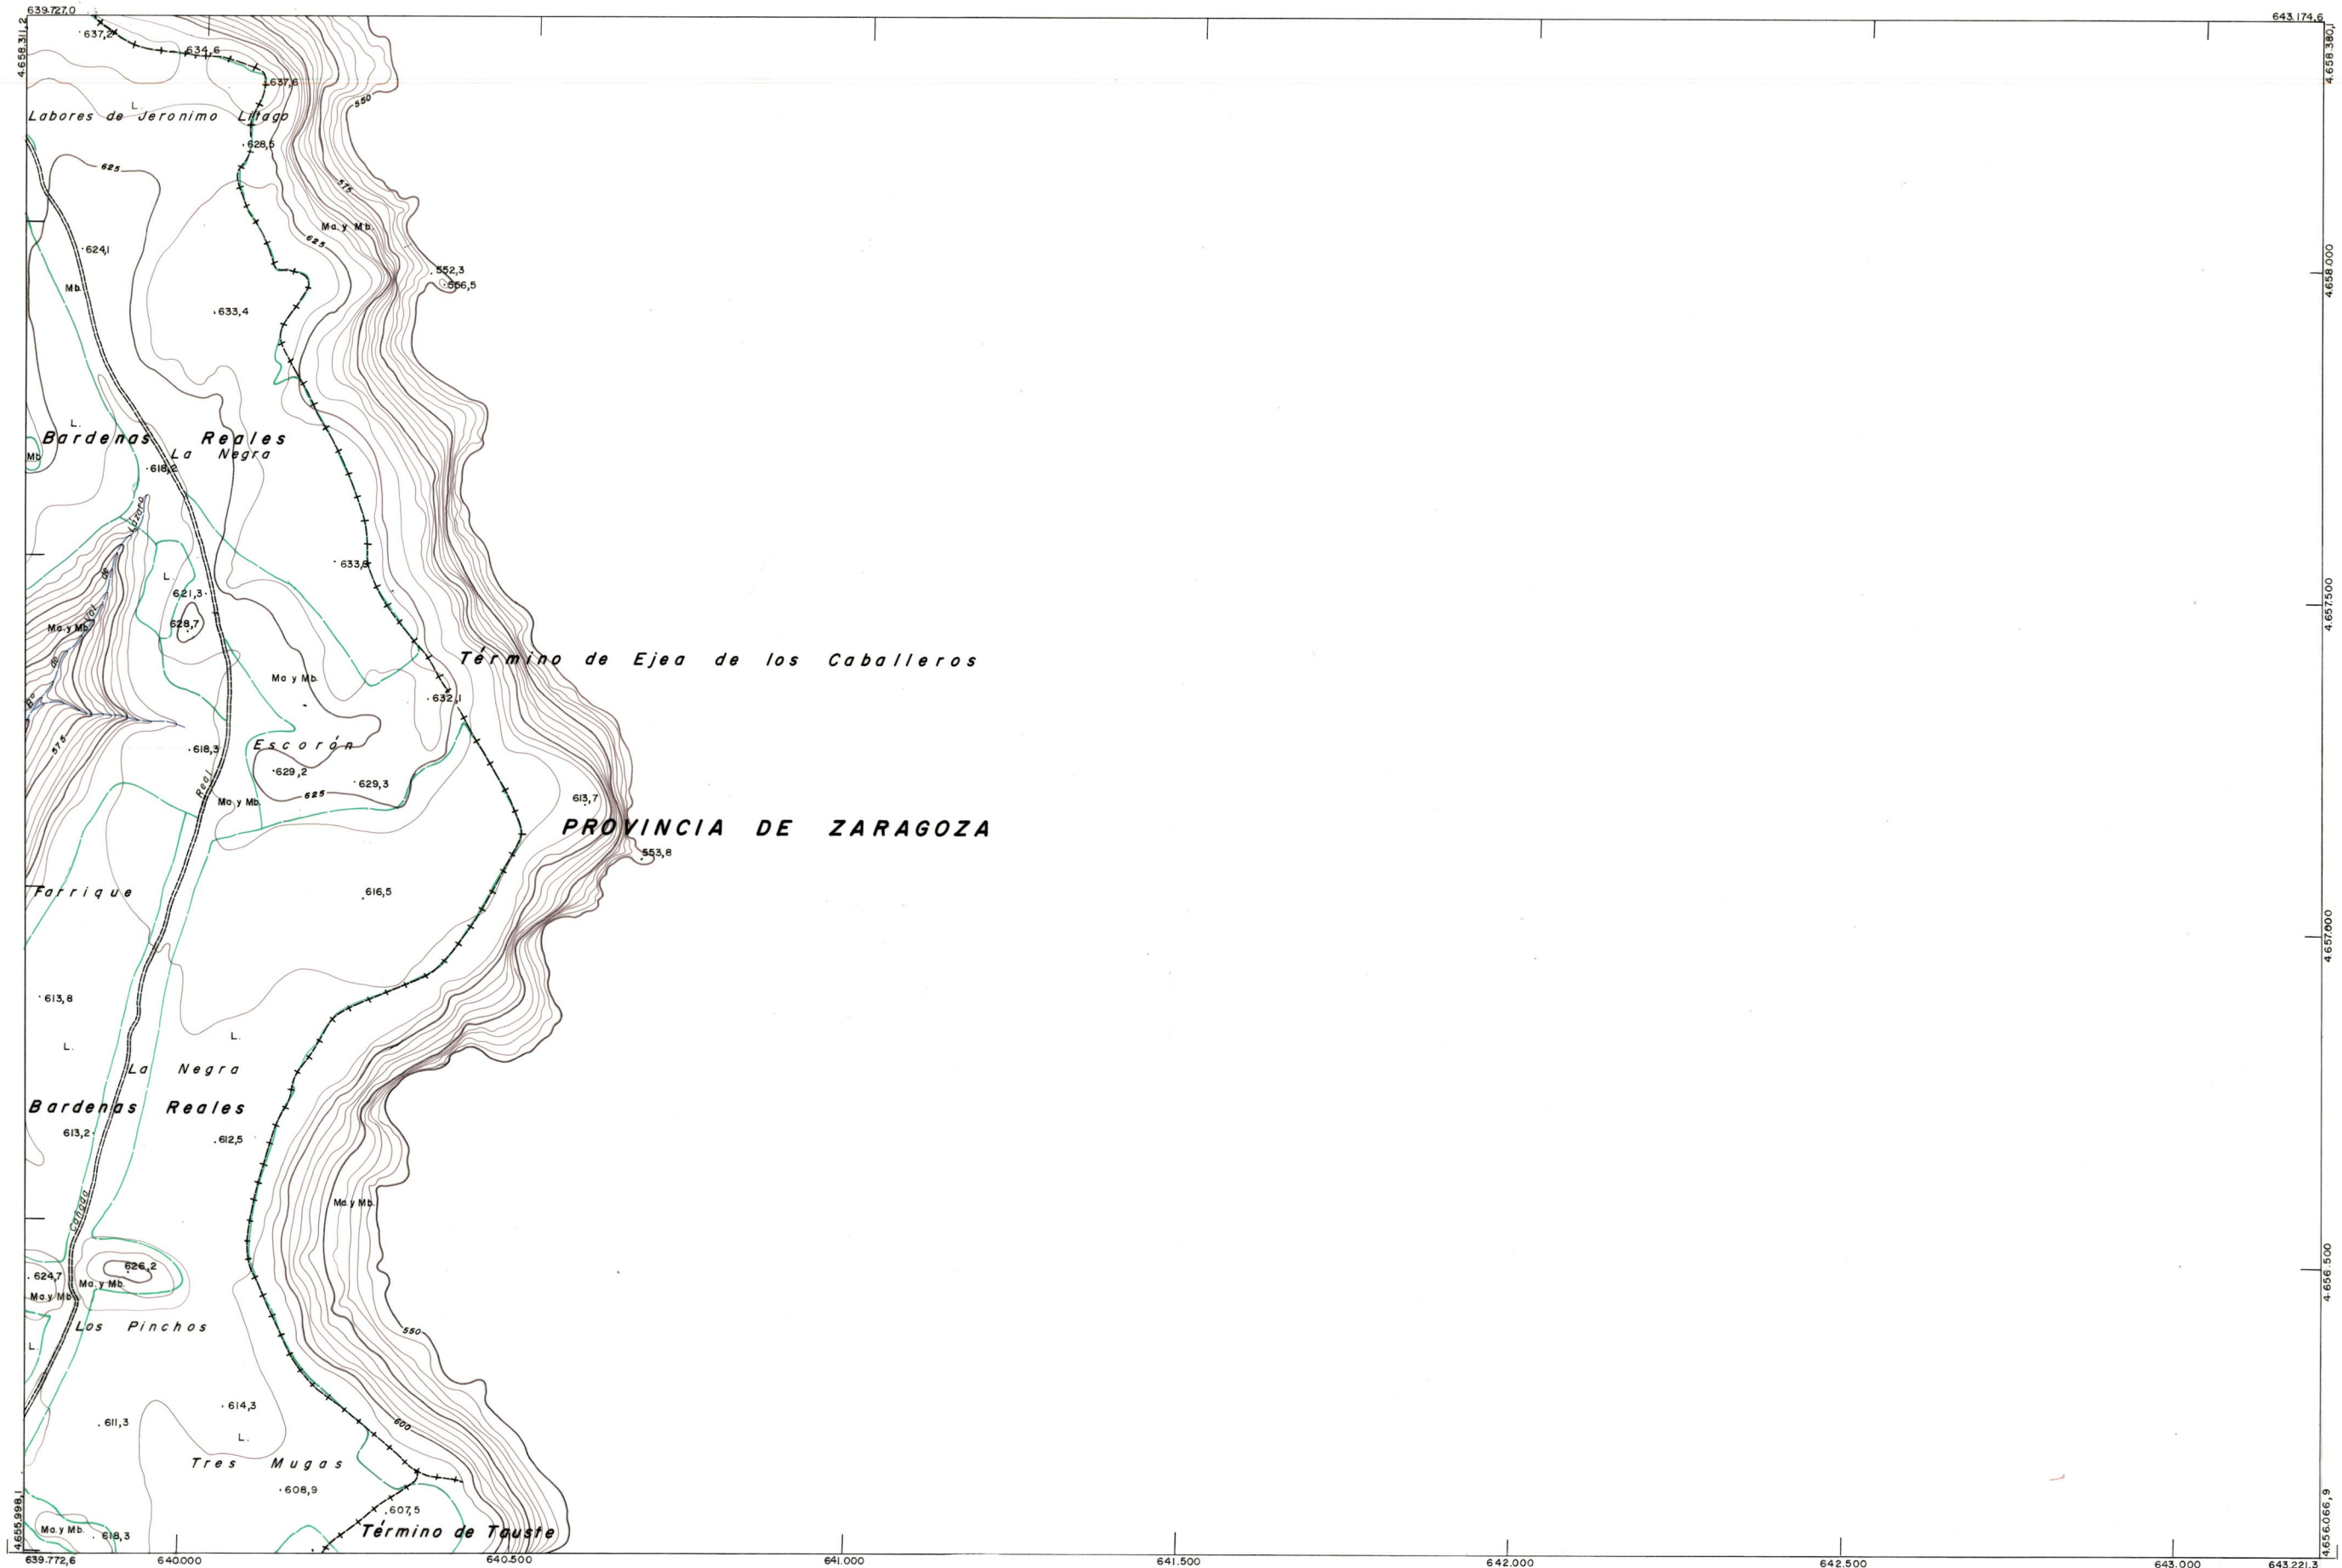 639.727,0
643.174,6
4.658.311,2
4.658.380,1
637,2
634,6
637,6
550
L.
Labores de Jeronimo Litago
628,5
625
575
Ma. y Mb.
625
624,1
552,3
556,5
4.658.000
Mb.
633,4
L.
Bardenas Reales
La Negra
Mb
618,2
Bº de Val de Lázaro
633,8
L.
621,3
628,7
4.657.500
Ma. y Mb.
Término de Ejea de los Caballeros
Ma y Mb.
632,1
575
618,3
Escorón
629,2
629,3
625
Real
Ma y Mb.
613,7
PROVINCIA DE ZARAGOZA
553,8
Farrique
616,5
4.657.000
613,8
L.
L.
La Negra
Bardenas Reales
613,2
612,5
Ma. y Mb.
Cañada
626,2
624,7
Ma. y Mb.
Ma y Mb.
4.656.500
Los Pinchos
550
L.
614,3
611,3
600
L.
Tres Mugas
608,9
607,5
Término de Tauste
Ma. y Mb.
618,3
4.655.998,1
4.656.066,9
639.772,6
640.000
640.500
641.000
641.500
642.000
642.500
643.000
643.221,3